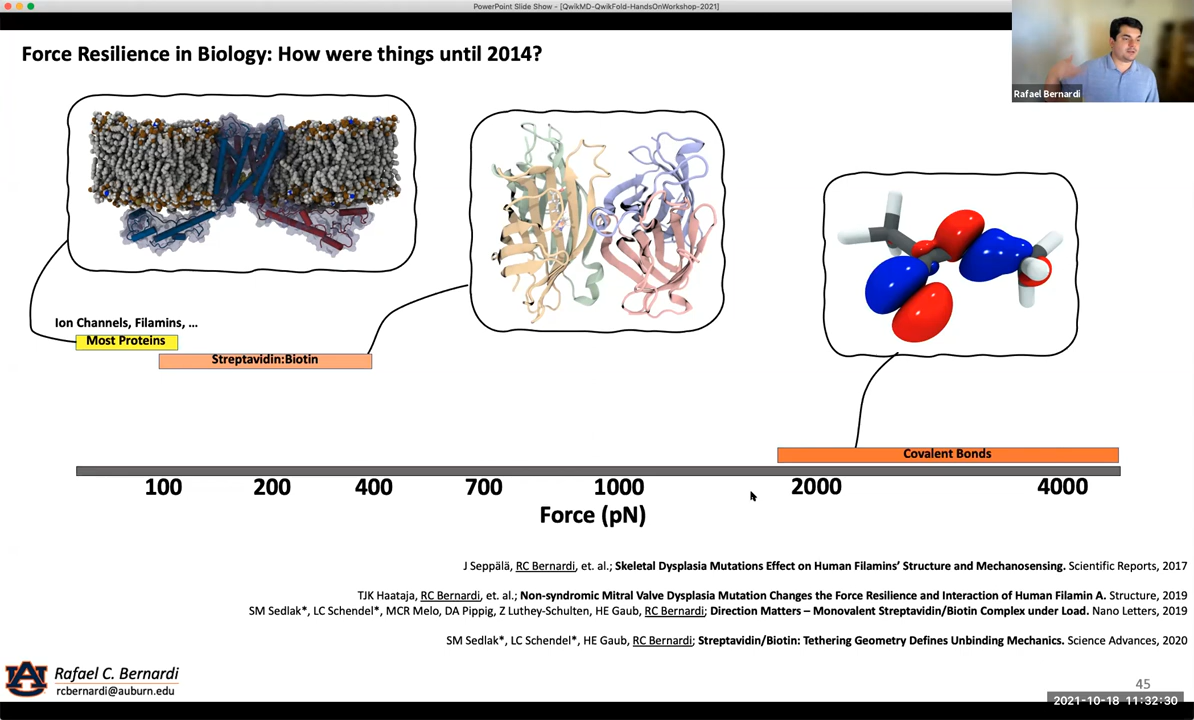 PowerPoint Slide Show - [QwikMD-QwikFold-HandsOnWorkshop-2021]
Force Resilience in Biology: How were things until 2014?
Rafael Bernardi
Ion Channels, Filamins, ...
Most Proteins
Streptavidin:Biotin
Covalent Bonds
100 200 400 700 1000 2000 4000
Force (pN)
J Seppälä, RC Bernardi, et. al.; Skeletal Dysplasia Mutations Effect on Human Filamins’ Structure and Mechanosensing. Scientific Reports, 2017
TJK Haataja, RC Bernardi, et. al.; Non-syndromic Mitral Valve Dysplasia Mutation Changes the Force Resilience and Interaction of Human Filamin A. Structure, 2019
SM Sedlak*, LC Schendel*, MCR Melo, DA Pippig, Z Luthey-Schulten, HE Gaub, RC Bernardi; Direction Matters – Monovalent Streptavidin/Biotin Complex under Load. Nano Letters, 2019
SM Sedlak*, LC Schendel*, HE Gaub, RC Bernardi; Streptavidin/Biotin: Tethering Geometry Defines Unbinding Mechanics. Science Advances, 2020
Rafael C. Bernardi
rcbernardi@auburn.edu
45
2021-10-18 11:32:30